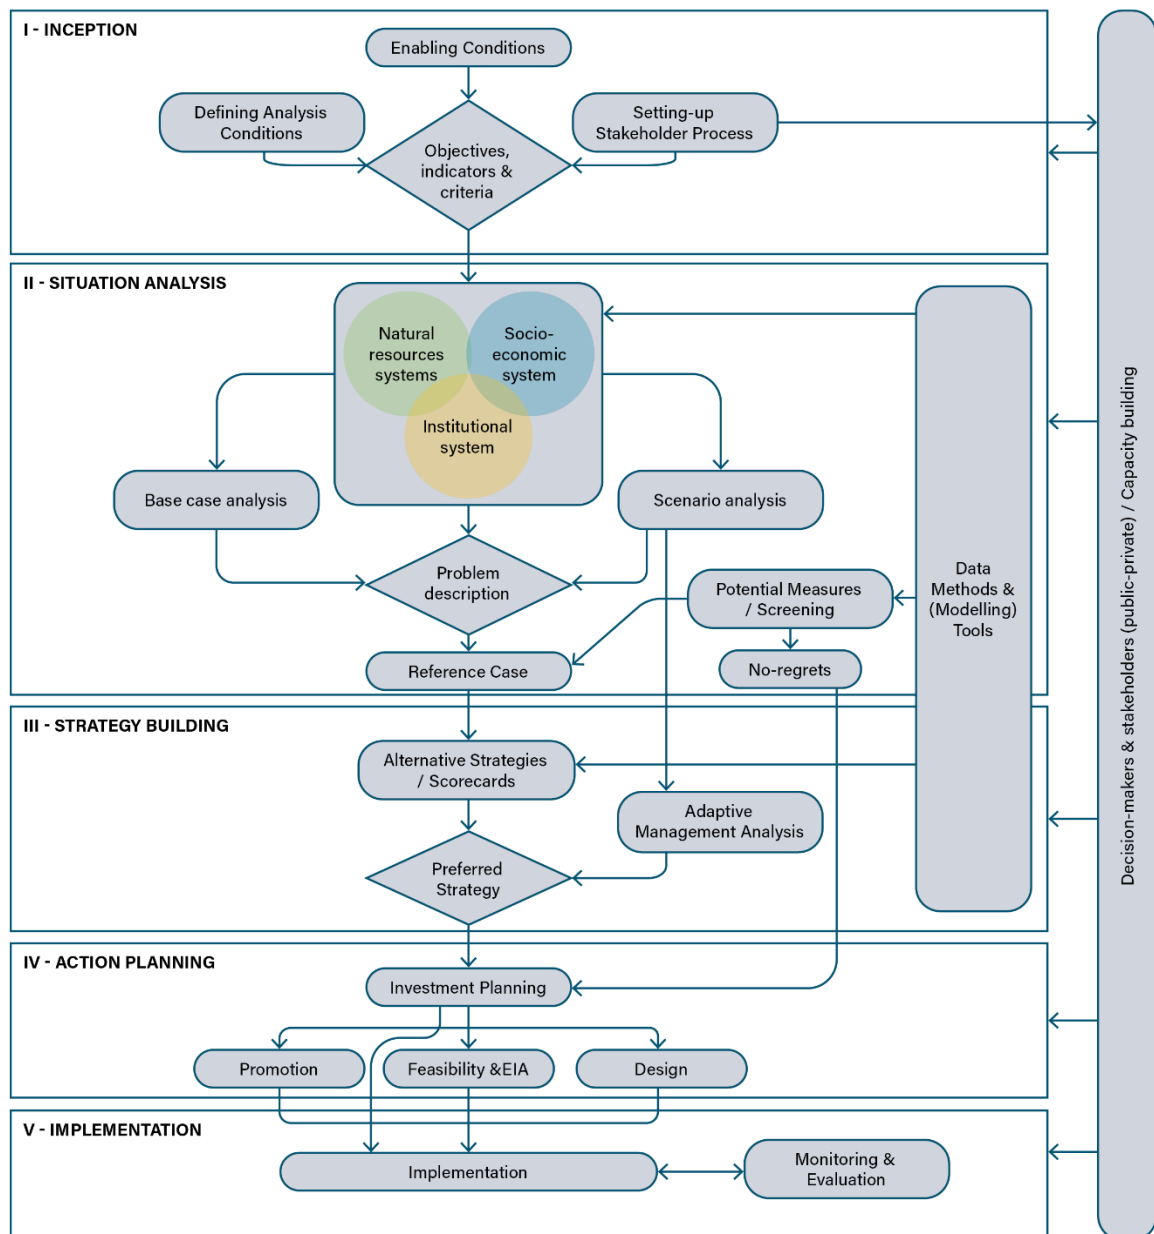 I - INCEPTION
Enabling Conditions
Defining Analysis
Conditions
Setting-up
Stakeholder Process
Objectives,
indicators &
criteria
II - SITUATION ANALYSIS
Natural
resources
systems
Socio-
economic
system
Institutional
system
Base case analysis
Scenario analysis
Problem
description
Potential Measures
/ Screening
Data
Methods &
(Modelling)
Tools
Reference Case
No-regrets
III - STRATEGY BUILDING
Alternative Strategies
/ Scorecards
Adaptive
Management Analysis
Preferred
Strategy
IV - ACTION PLANNING
Investment Planning
Promotion
Feasibility &EIA
Design
V - IMPLEMENTATION
Implementation
Monitoring &
Evaluation
Decision-makers & stakeholders (public-private) / Capacity building